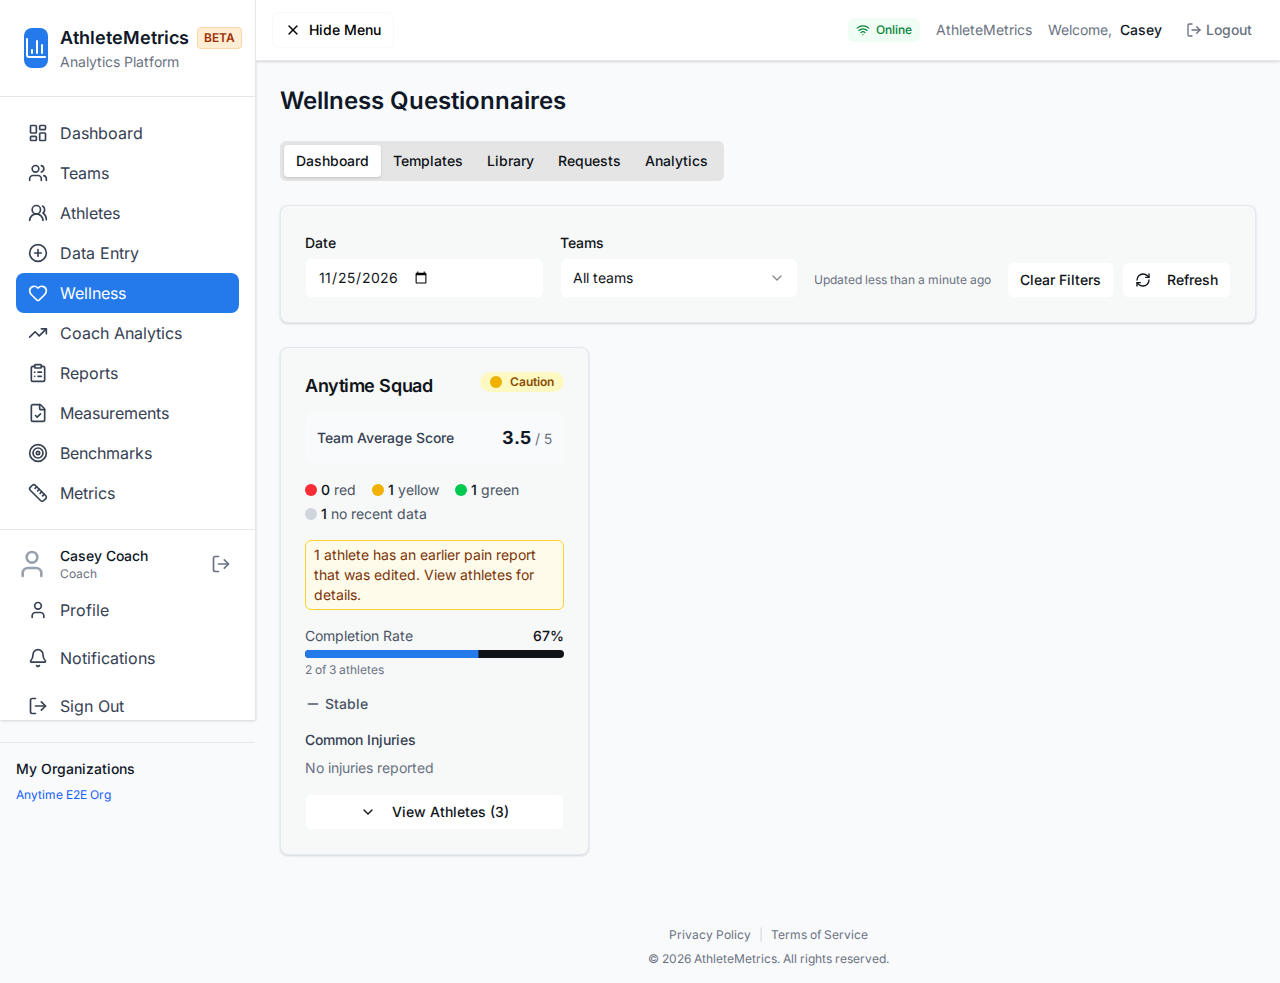 AthleteMetrics BETA
Analytics Platform
Dashboard
Teams
Athletes
Data Entry
Wellness
Coach Analytics
Reports
Measurements
Benchmarks
Metrics
Casey Coach
Coach
Profile
Notifications
Sign Out
My Organizations
Anytime E2E Org
Hide Menu
Online AthleteMetrics Welcome, Casey Logout
Wellness Questionnaires
Dashboard Templates Library Requests Analytics
Date
11/25/2026
Teams
All teams
Updated less than a minute ago
Clear Filters
Refresh
Anytime Squad
Caution
Team Average Score 3.5 / 5
0 red 1 yellow 1 green
1 no recent data
1 athlete has an earlier pain report
that was edited. View athletes for
details.
Completion Rate 67%
2 of 3 athletes
Stable
Common Injuries
No injuries reported
View Athletes (3)
Privacy Policy | Terms of Service
© 2026 AthleteMetrics. All rights reserved.